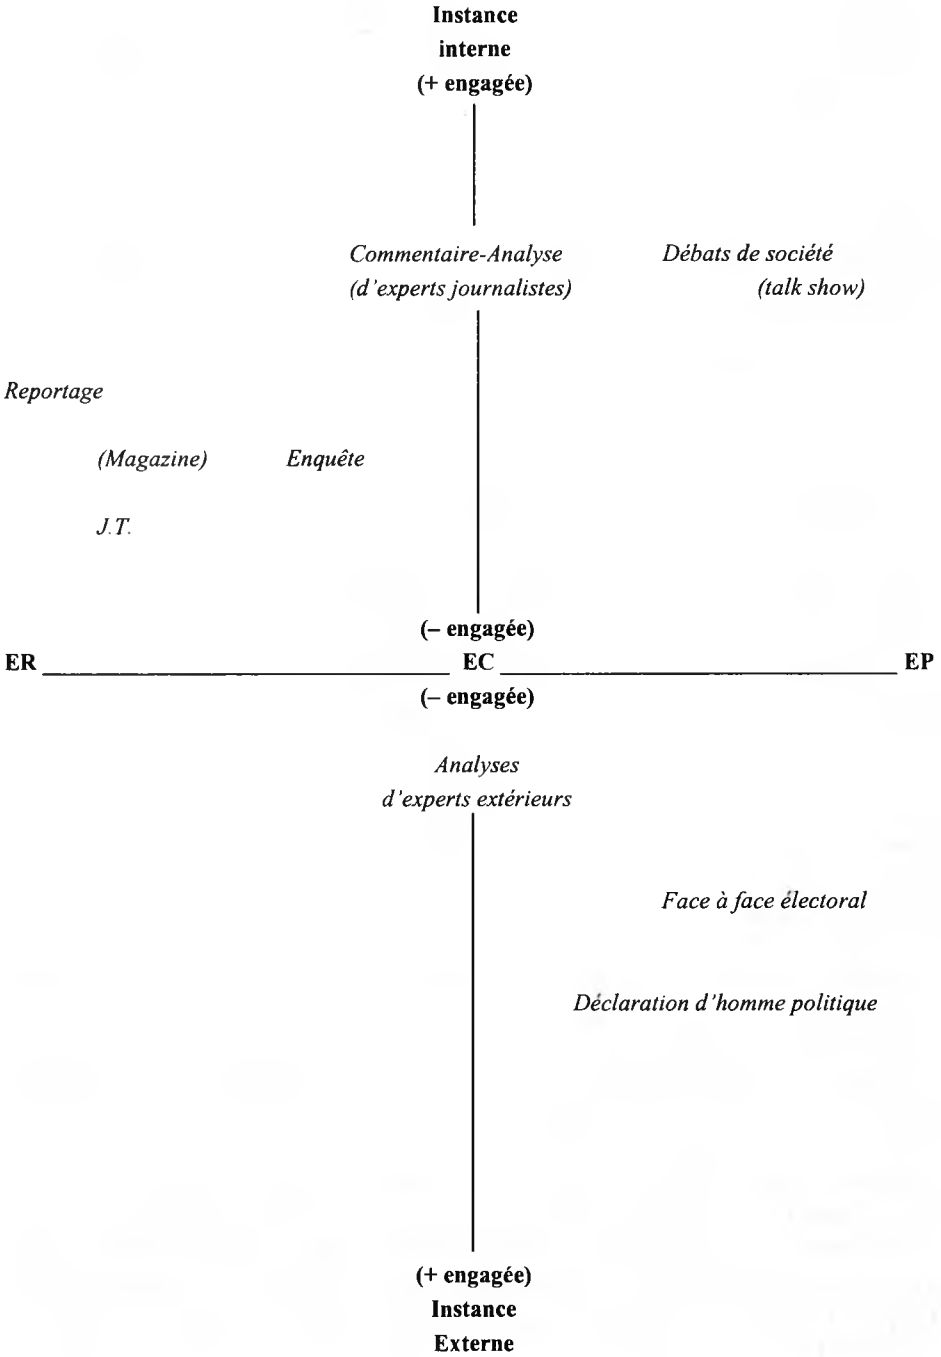 Instance
interne
(+ engagée)
Commentaire-Analyse Débats de société
(d'experts journalistes) (talk show)
Reportage
(Magazine) Enquête
J.T.
(– engagée)
ER EC EP
(– engagée)
Analyses
d'experts extérieurs
Face à face électoral
Déclaration d'homme politique
(+ engagée)
Instance
Externe